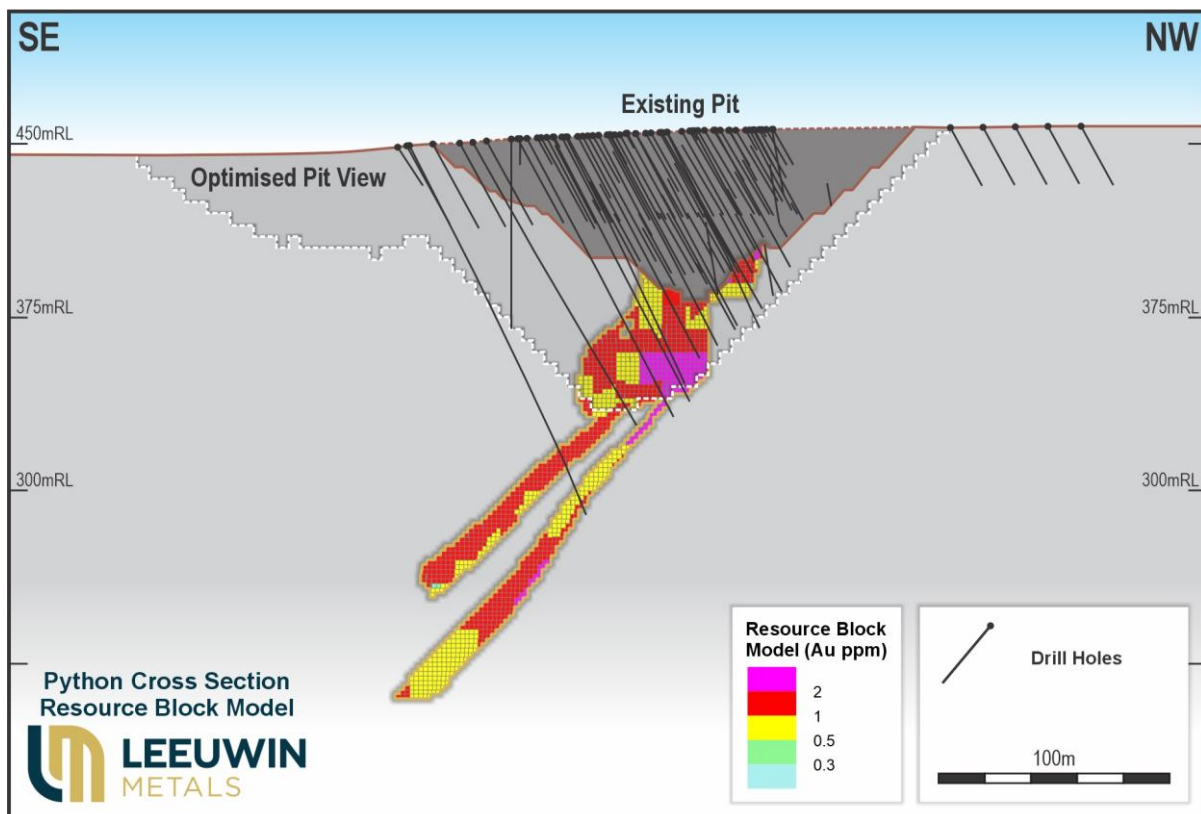 SE
NW
Existing Pit
450mRL
Optimised Pit View
375mRL
375mRL
300mRL
300mRL
Resource Block
Model (Au ppm)
2
1
0.5
0.3
Drill Holes
100m
Python Cross Section
Resource Block Model
LEEUWIN
METALS